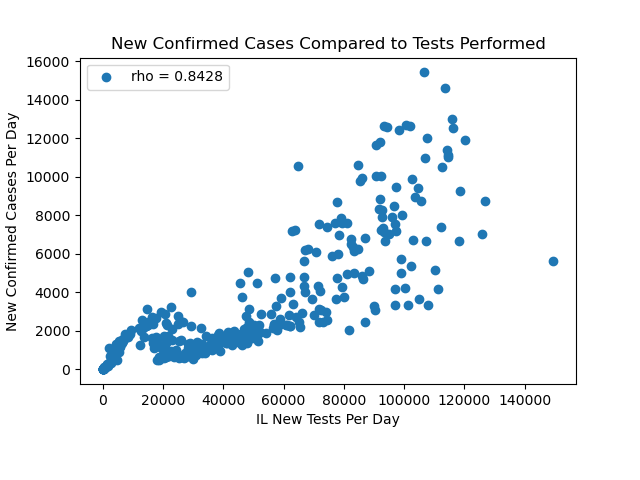 New Confirmed Cases Compared to Tests Performed
rho = 0.8428
New Confirmed Caeses Per Day
16000
14000
12000
10000
8000
6000
4000
2000
0
0 20000 40000 60000 80000 100000 120000 140000
IL New Tests Per Day